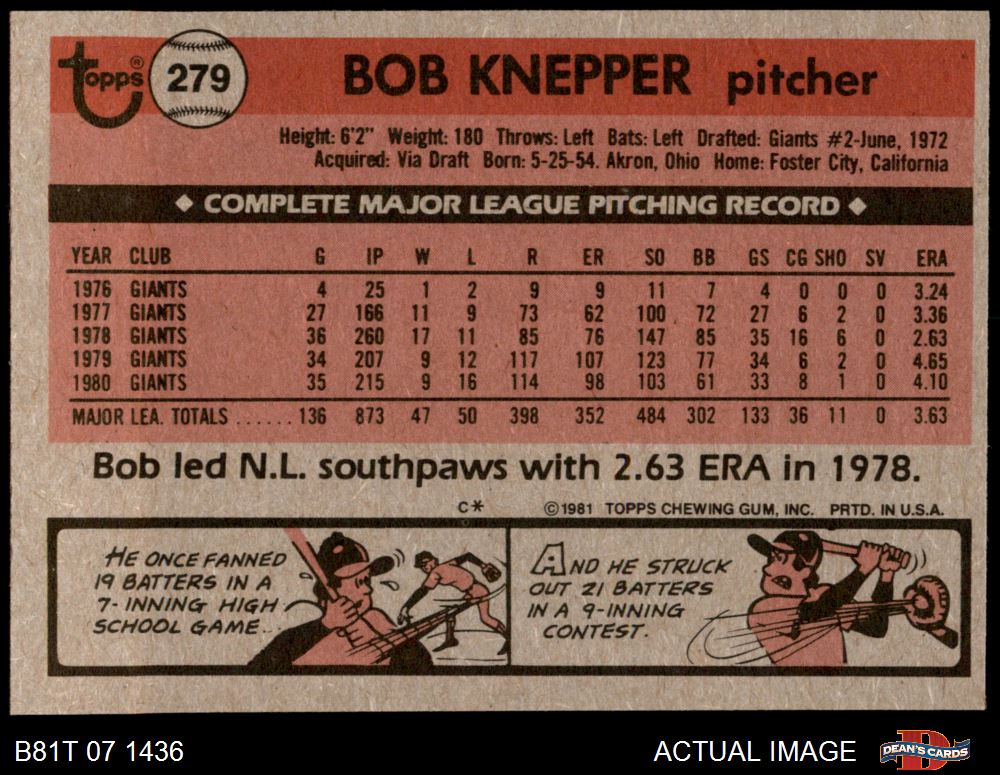 Topps® 279 BOB KNEPPER pitcher
Height: 6'2" Weight: 180 Throws: Left Bats: Left Drafted: Giants #2-June, 1972
Acquired: Via Draft Born: 5-25-54. Akron, Ohio Home: Foster City, California
◆ COMPLETE MAJOR LEAGUE PITCHING RECORD ◆
YEAR CLUB G IP W L R ER SO BB GS CG SHO SV ERA
1976 GIANTS 4 25 1 2 9 9 11 7 4 0 0 0 3.24
1977 GIANTS 27 166 11 9 73 62 100 72 27 6 2 0 3.36
1978 GIANTS 36 260 17 11 85 76 147 85 35 16 6 0 2.63
1979 GIANTS 34 207 9 12 117 107 123 77 34 6 2 0 4.65
1980 GIANTS 35 215 9 16 114 98 103 61 33 8 1 0 4.10
MAJOR LEA. TOTALS ...... 136 873 47 50 398 352 484 302 133 36 11 0 3.63
Bob led N.L. southpaws with 2.63 ERA in 1978.
C* ©1981 TOPPS CHEWING GUM, INC. PRTD. IN U.S.A.
HE ONCE FANNED
19 BATTERS IN A
7-INNING HIGH
SCHOOL GAME...
AND HE STRUCK
OUT 21 BATTERS
IN A 9-INNING
CONTEST.
B81T 07 1436 ACTUAL IMAGE DEAN'S CARDS